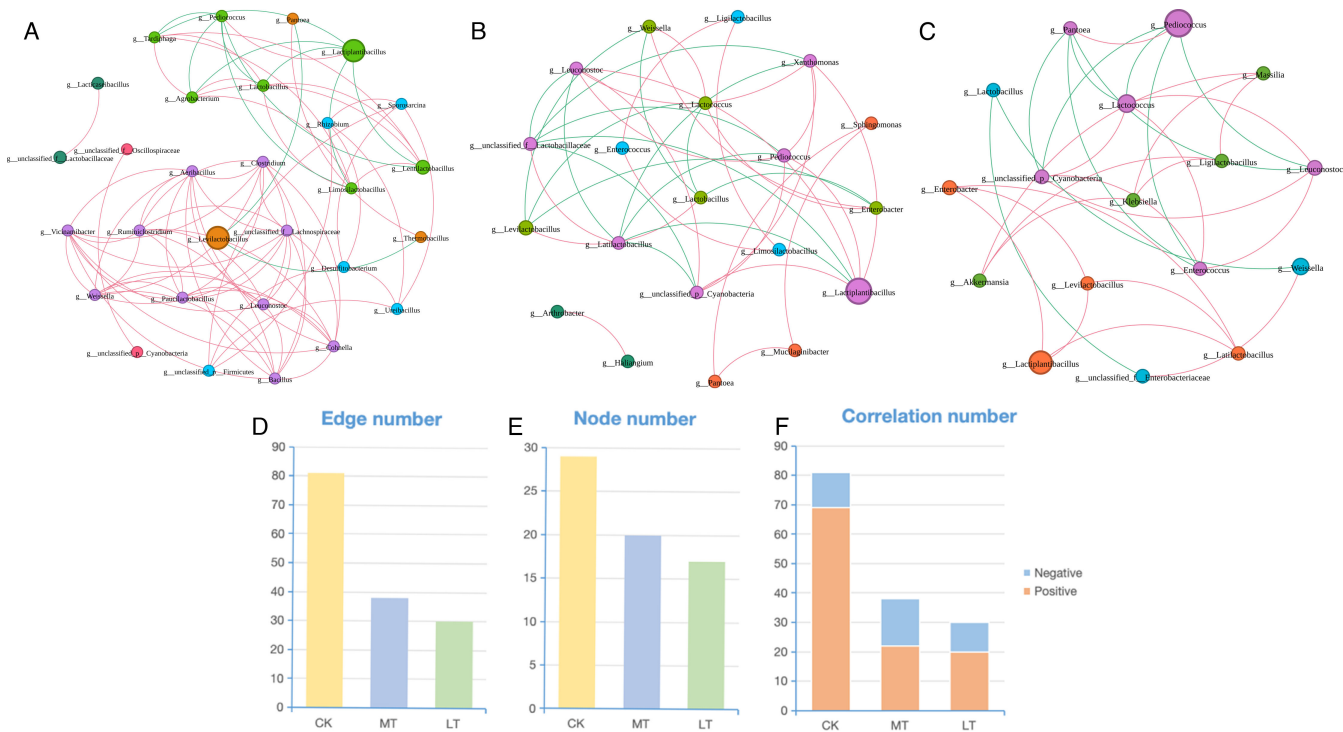 A
g__Pediococcus
g__Pantoea
g__Taetiphaga
g__Lactiplantibacillus
g__Lacticaseibacillus
g__Lactobacillus
g__Agrobacterium
g__Sporosarcina
g__Rhizobium
g__unclassified_f__Oscillospiraceae
g__unclassified_f__Lactobacillaceae
g__Clostridium
g__Lentilactobacillus
g__Aeribacillus
g__Limosilactobacillus
g__Vicinamibacter
g__Ruminiclostridium
g__unclassified_f__Lachnospiraceae
g__Levilactobacillus
g__Thermobacillus
g__Desulfitobacterium
g__Weissella
g__Paucilactobacillus
g__Leuconostoc
g__Ureibacillus
g__Cohnella
g__unclassified_p__Cyanobacteria
g__unclassified_p__Firmicutes
g__Bacillus
B
g__Ligilactobacillus
g__Weissella
g__Leuconostoc
g__Xanthomonas
g__Lactococcus
g__Sphingomonas
g__unclassified_f__Lactobacillaceae
g__Enterococcus
g__Pediococcus
g__Lactobacillus
g__Enterobacter
g__Levilactobacillus
g__Latilactobacillus
g__Limosilactobacillus
g__unclassified_p__Cyanobacteria
g__Lactiplantibacillus
g__Arthrobacter
g__Haliangium
g__Mucilaginibacter
g__Pantoea
C
g__Pediococcus
g__Pantoea
g__Massilia
g__Lactobacillus
g__Lactococcus
g__Ligilactobacillus
g__Leuconostoc
g__unclassified_p__Cyanobacteria
g__Enterobacter
g__Klebsiella
g__Enterococcus
g__Weissella
g__Akkermansia
g__Levilactobacillus
g__Latilactobacillus
g__Lactiplantibacillus
g__unclassified_f__Enterobacteriaceae
D
Edge number
90
80
70
60
50
40
30
20
10
0
CK MT LT
E
Node number
30
25
20
15
10
5
0
CK MT LT
F
Correlation number
90
80
70
60
50
40
30
20
10
0
CK MT LT
Negative
Positive